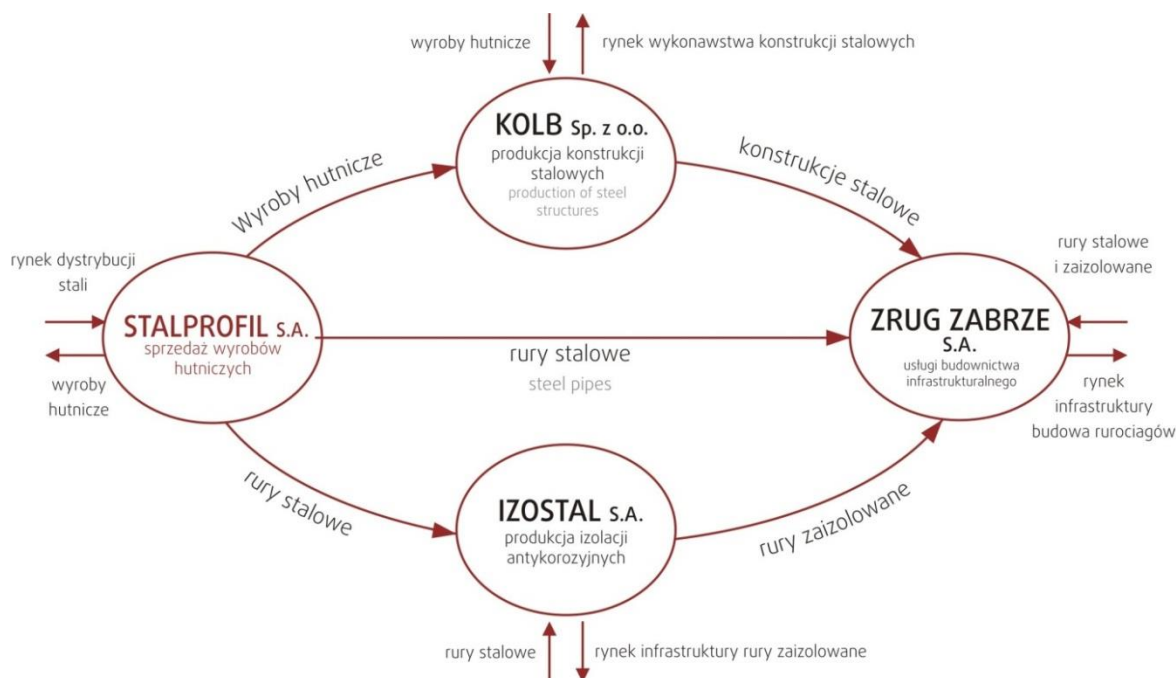 wyroby hutnicze
rynek wykonawstwa konstrukcji stalowych
KOLB Sp. z o.o.
produkcja konstrukcji
stalowych
production of steel
structures
Wyroby hutnicze
konstrukcje stalowe
rynek dystrybucji
stali
STALPROFIL S.A.
sprzedaż wyrobów
hutniczych
wyroby
hutnicze
rury stalowe
steel pipes
rury stalowe
i zaizolowane
ZRUG ZABRZE
S.A.
usługi budownictwa
infrastrukturalnego
rynek
infrastruktury
budowa rurociągów
rury stalowe
IZOSTAL S.A.
produkcja izolacji
antykorozyjnych
rury zaizolowane
rury stalowe
rynek infrastruktury rury zaizolowane